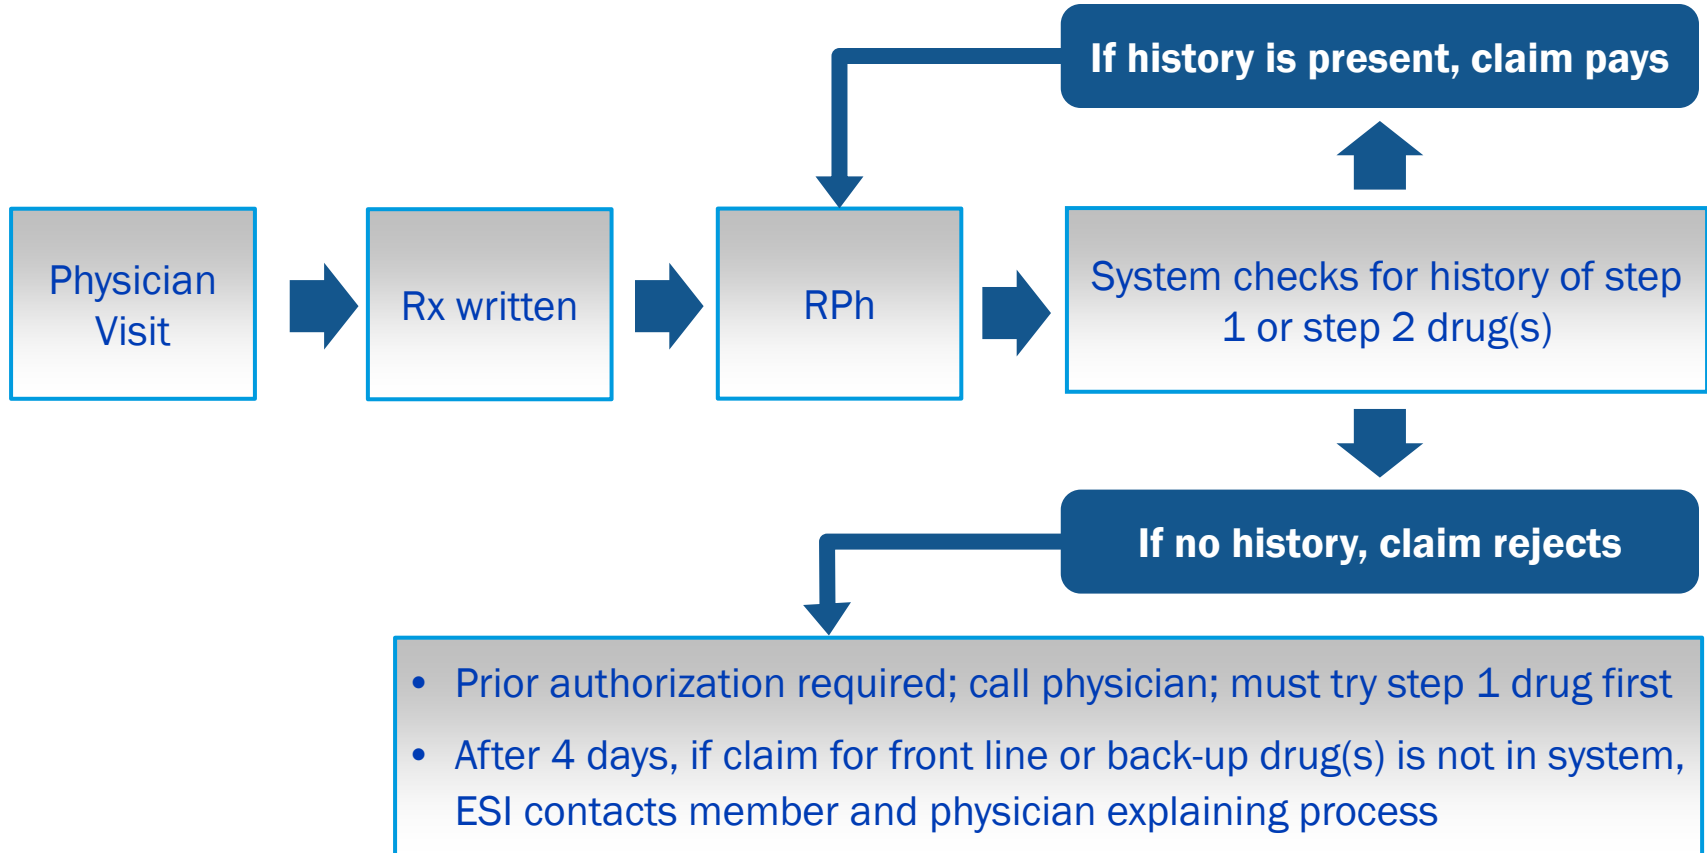 If history is present, claim pays
Physician
Visit
Rx written
RPh
System checks for history of step
1 or step 2 drug(s)
If no history, claim rejects
• Prior authorization required; call physician; must try step 1 drug first
• After 4 days, if claim for front line or back-up drug(s) is not in system,
ESI contacts member and physician explaining process